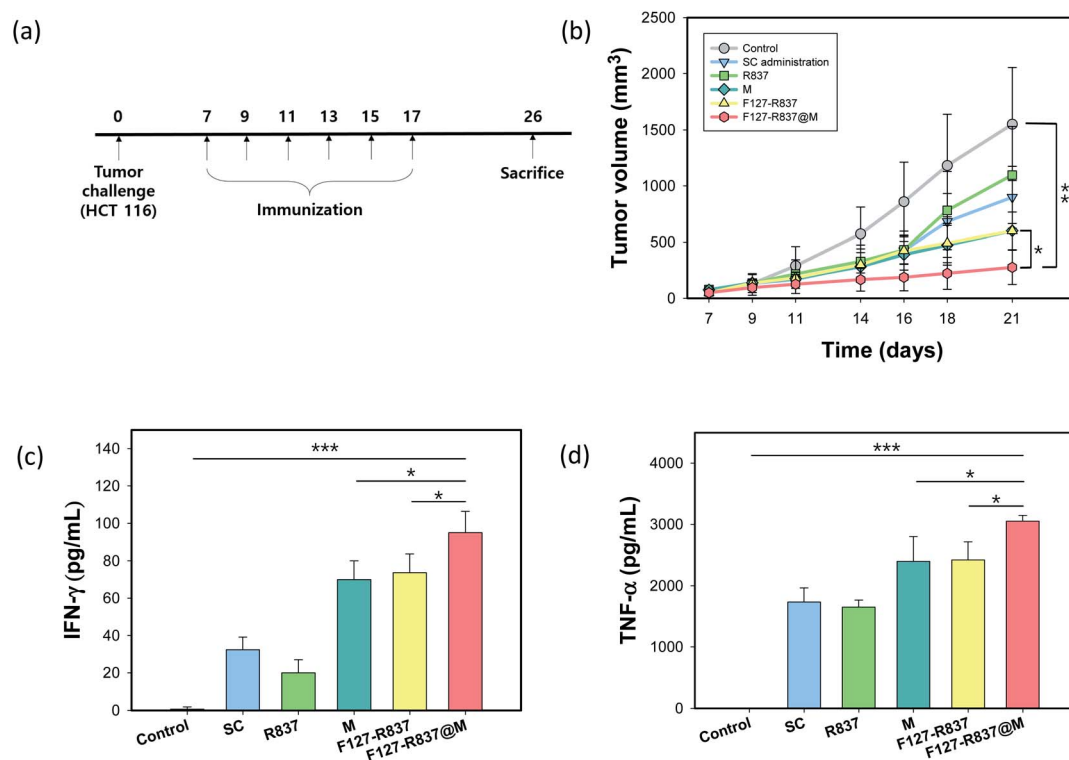 (a)
0 7 9 11 13 15 17 26
Tumor
challenge
(HCT 116)
Immunization
Sacrifice
(b)
Tumor volume (mm³)
2500
2000
1500
1000
500
0
Control
SC administration
R837
M
F127-R837
F127-R837@M
**
*
7 9 11 14 16 18 21
Time (days)
(c)
IFN-γ (pg/mL)
140
120
100
80
60
40
20
0
***
*
*
Control SC R837 M F127-R837 F127-R837@M
(d)
TNF-α (pg/mL)
4000
3000
2000
1000
0
***
*
*
Control SC R837 M F127-R837 F127-R837@M